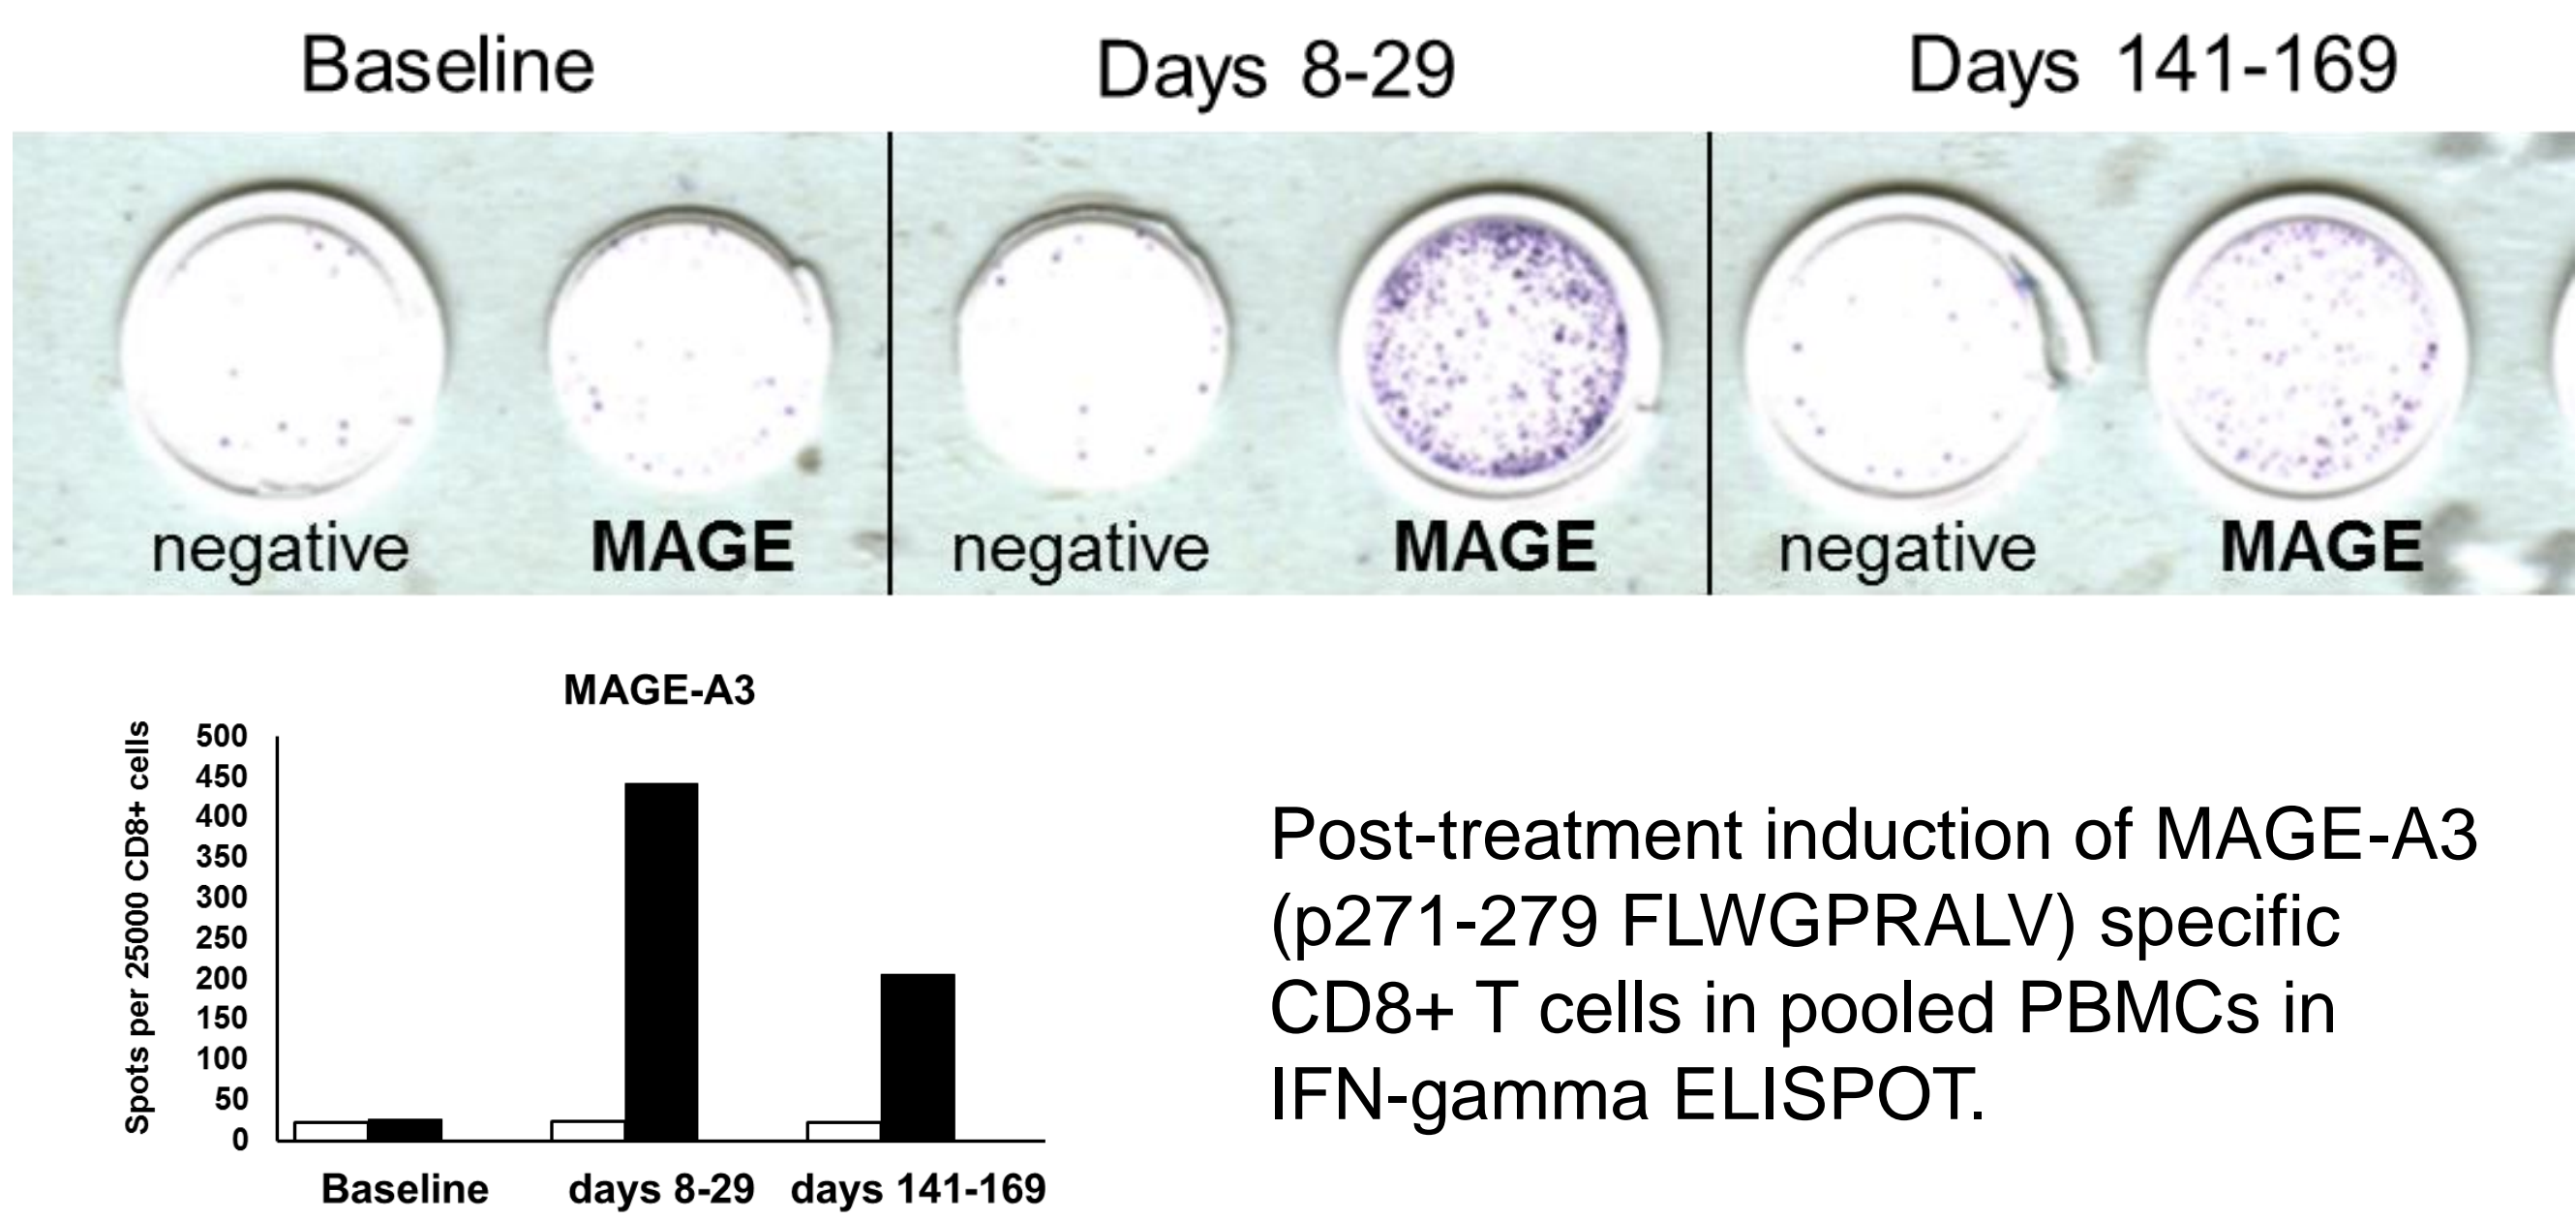 Baseline
Days 8-29
Days 141-169
negative
MAGE
negative
MAGE
negative
MAGE
MAGE-A3
Spots per 25000 CD8+ cells
500
450
400
350
300
250
200
150
100
50
0
Baseline
days 8-29
days 141-169
Post-treatment induction of MAGE-A3
(p271-279 FLWGPRALV) specific
CD8+ T cells in pooled PBMCs in
IFN-gamma ELISPOT.